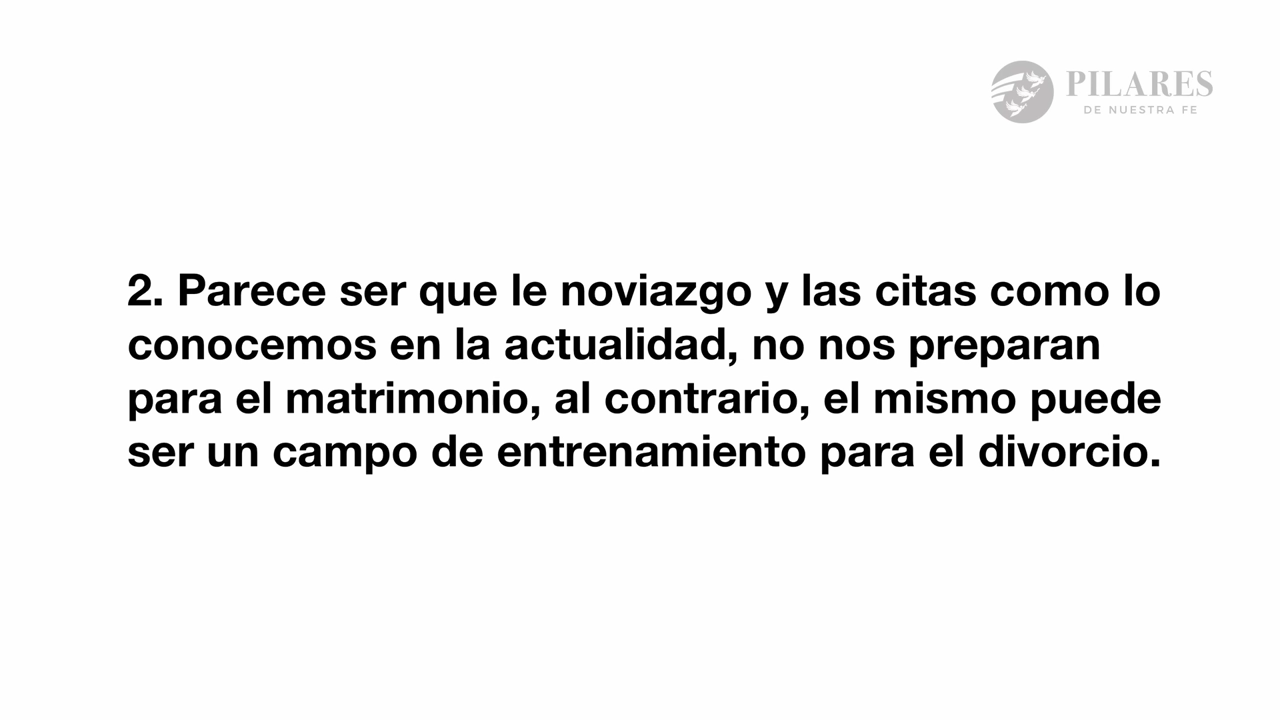 PILARES
DE NUESTRA FE
2. Parece ser que le noviazgo y las citas como lo
conocemos en la actualidad, no nos preparan
para el matrimonio, al contrario, el mismo puede
ser un campo de entrenamiento para el divorcio.